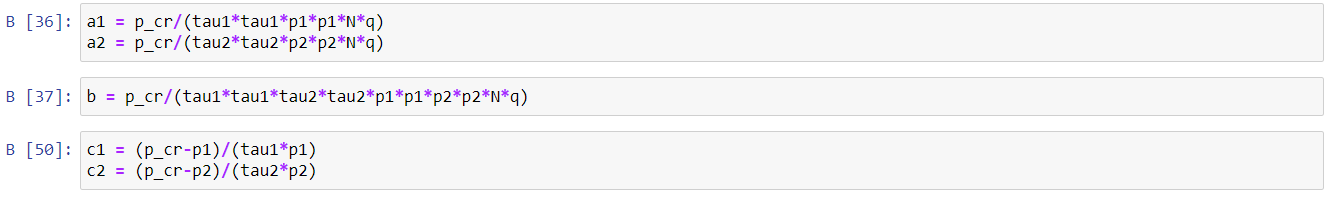 В [36]: a1 = p_cr/(tau1*tau1*p1*p1*N*q)
a2 = p_cr/(tau2*tau2*p2*p2*N*q)
В [37]: b = p_cr/(tau1*tau1*tau2*tau2*p1*p1*p2*p2*N*q)
В [50]: c1 = (p_cr-p1)/(tau1*p1)
c2 = (p_cr-p2)/(tau2*p2)